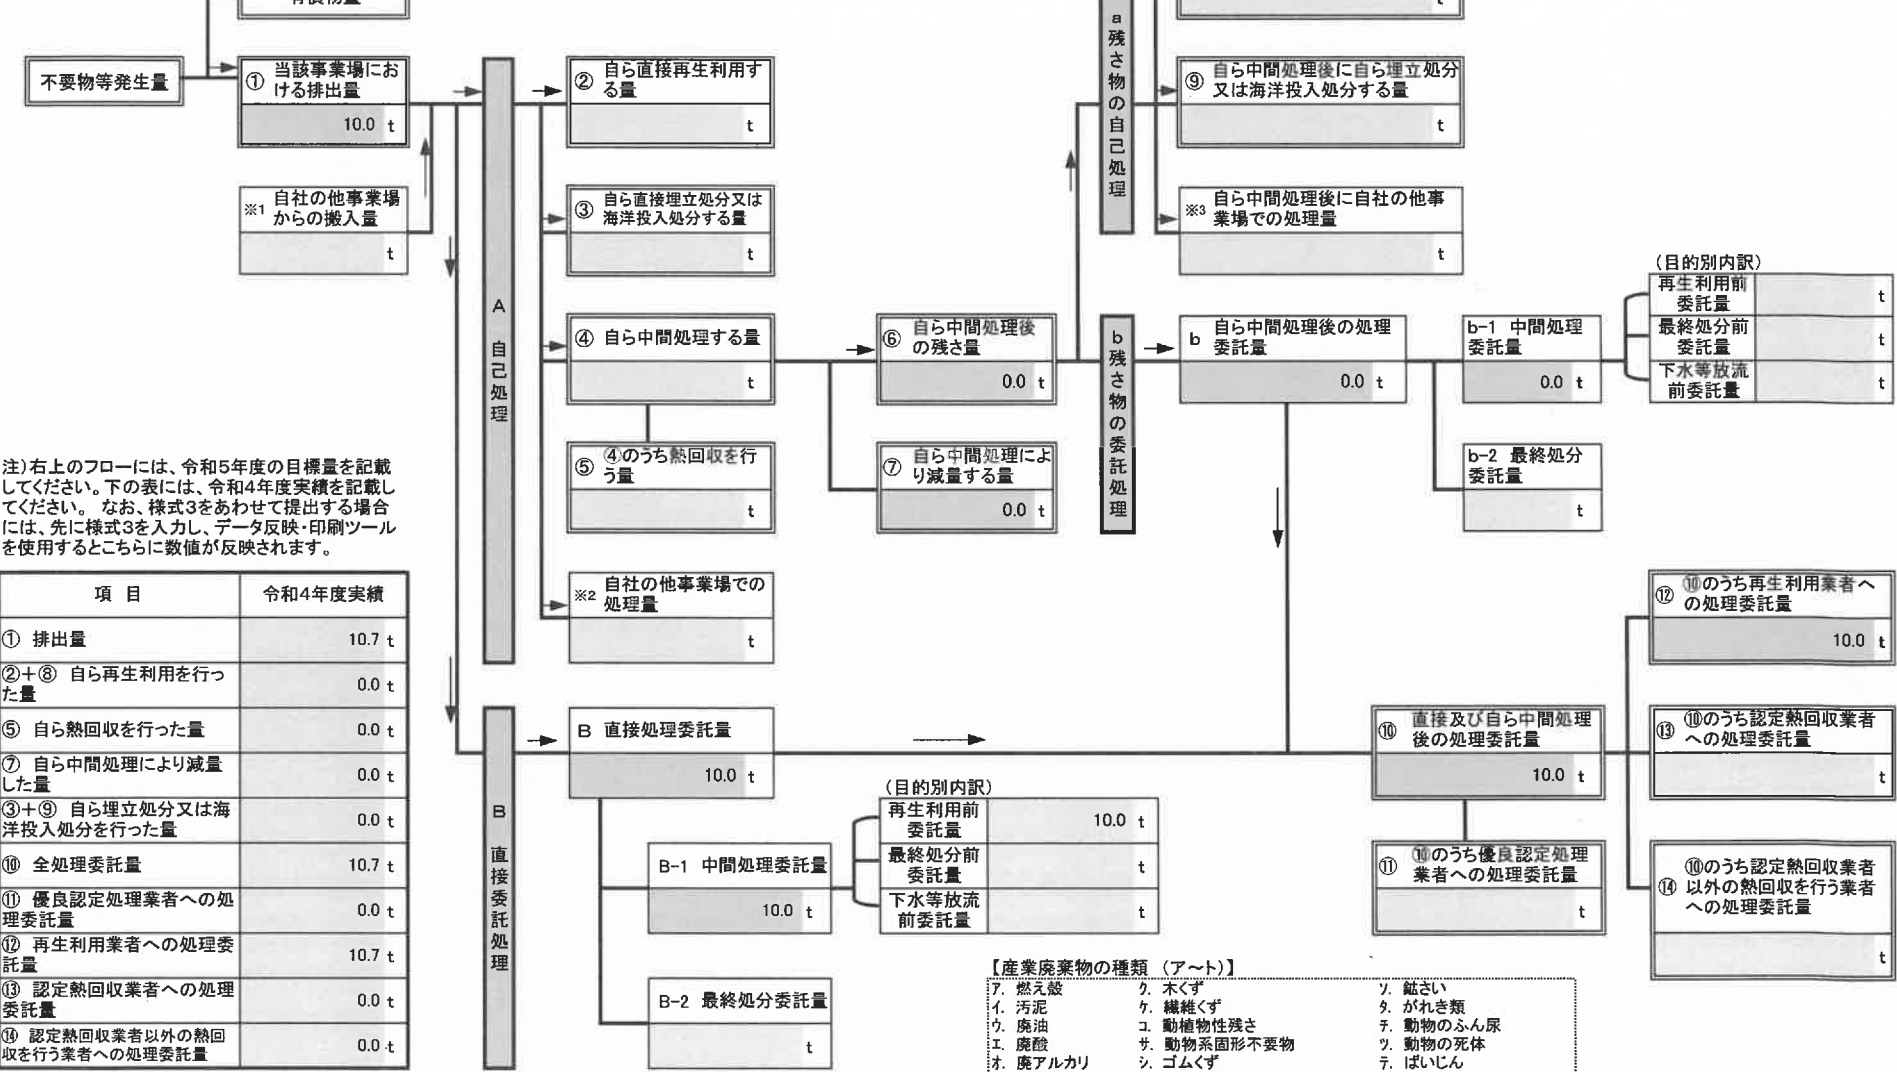 有償物量
t
不要物等発生量
① 当該事業場にお
ける排出量
10.0 t
※1 自社の他事業場
からの搬入量
t
A 自己処理
② 自ら直接再生利用す
る量
t
③ 自ら直接埋立処分又は
海洋投入処分する量
t
④ 自ら中間処理する量
t
⑤ ④のうち熱回収を行
う量
t
※2 自社の他事業場での
処理量
t
⑥ 自ら中間処理後
の残さ量
0.0 t
⑦ 自ら中間処理によ
り減量する量
0.0 t
a 残さ物の自己処理
⑨ 自ら中間処理後に自ら埋立処分
又は海洋投入処分する量
t
※3 自ら中間処理後に自社の他事
業場での処理量
t
b 残さ物の委託処理
b 自ら中間処理後の処理
委託量
0.0 t
b-1 中間処理
委託量
0.0 t
(目的別内訳)
再生利用前
委託量 t
最終処分前
委託量 t
下水等放流
前委託量 t
b-2 最終処分
委託量
t
注)右上のフローには、令和5年度の目標量を記載
してください。下の表には、令和4年度実績を記載し
てください。 なお、様式3をあわせて提出する場合
には、先に様式3を入力し、データ反映・印刷ツール
を使用するとこちらに数値が反映されます。
項 目 令和4年度実績
① 排出量 10.7 t
②+⑧ 自ら再生利用を行っ
た量 0.0 t
⑤ 自ら熱回収を行った量 0.0 t
⑦ 自ら中間処理により減量
した量 0.0 t
③+⑨ 自ら埋立処分又は海
洋投入処分を行った量 0.0 t
⑩ 全処理委託量 10.7 t
⑪ 優良認定処理業者への処
理委託量 0.0 t
⑫ 再生利用業者への処理委
託量 10.7 t
⑬ 認定熱回収業者への処理
委託量 0.0 t
⑭ 認定熱回収業者以外の熱回
収を行う業者への処理委託量 0.0 t
B 直接委託処理
B 直接処理委託量
10.0 t
B-1 中間処理委託量
10.0 t
(目的別内訳)
再生利用前
委託量 10.0 t
最終処分前
委託量 t
下水等放流
前委託量 t
B-2 最終処分委託量
t
⑩ 直接及び自ら中間処理
後の処理委託量
10.0 t
⑪ ⑩のうち優良認定処理
業者への処理委託量
t
⑫ ⑩のうち再生利用業者へ
の処理委託量
10.0 t
⑬ ⑩のうち認定熱回収業者
への処理委託量
t
⑭ ⑩のうち認定熱回収業者
以外の熱回収を行う業者
への処理委託量
t
【産業廃棄物の種類 (ア~ト)】
ア. 燃え殻 ク. 木くず ソ. 鉱さい
イ. 汚泥 ケ. 繊維くず タ. がれき類
ウ. 廃油 コ. 動植物性残さ チ. 動物のふん尿
エ. 廃酸 サ. 動物系固形不要物 ツ. 動物の死体
オ. 廃アルカリ シ. ゴムくず テ. ばいじん